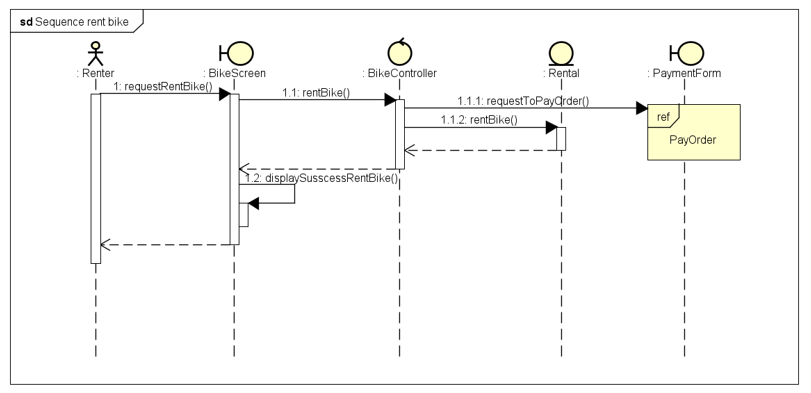 sd Sequence rent bike
: Renter
: BikeScreen
: BikeController
: Rental
: PaymentForm
1: requestRentBike()
1.1: rentBike()
1.1.1: requestToPayOrder()
ref
1.1.2: rentBike()
PayOrder
1.2: displaySusscessRentBike()